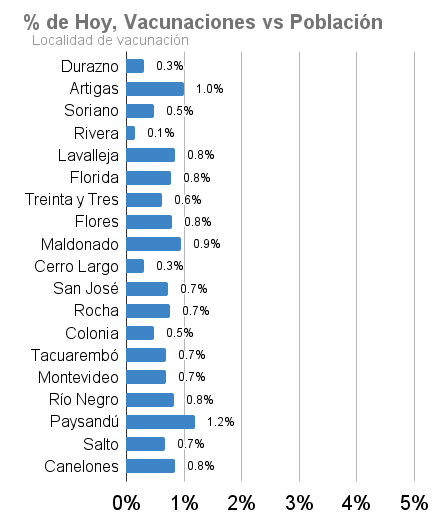 % de Hoy, Vacunaciones vs Población
Localidad de vacunación
Durazno 0.3%
Artigas 1.0%
Soriano 0.5%
Rivera 0.1%
Lavalleja 0.8%
Florida 0.8%
Treinta y Tres 0.6%
Flores 0.8%
Maldonado 0.9%
Cerro Largo 0.3%
San José 0.7%
Rocha 0.7%
Colonia 0.5%
Tacuarembó 0.7%
Montevideo 0.7%
Río Negro 0.8%
Paysandú 1.2%
Salto 0.7%
Canelones 0.8%
0% 1% 2% 3% 4% 5%